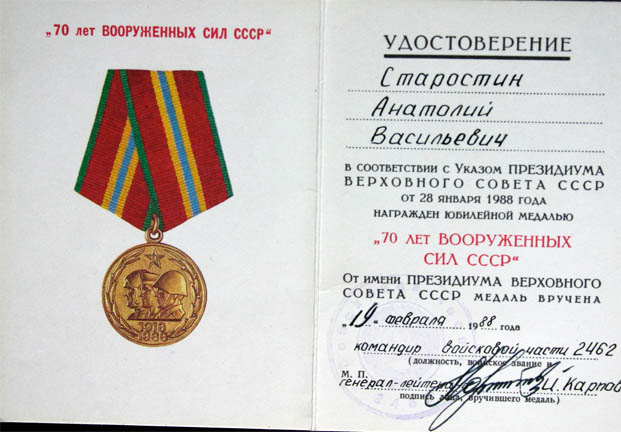 „70 лет ВООРУЖЕННЫХ СИЛ СССР“
1918
1988
УДОСТОВЕРЕНИЕ
Старостин
Анатолий
Васильевич
в соответствии с Указом ПРЕЗИДИУМА
ВЕРХОВНОГО СОВЕТА СССР
от 28 января 1988 года
награжден юбилейной медалью
„70 лет ВООРУЖЕННЫХ
СИЛ СССР“
От имени ПРЕЗИДИУМА ВЕРХОВНОГО
СОВЕТА СССР медаль вручена
„19“ февраля 1988 года
командир войсковой части 2462
(должность, воинское звание и
М. П.
генерал-лейтена И. Карпов
подпись лица, вручившего медаль)